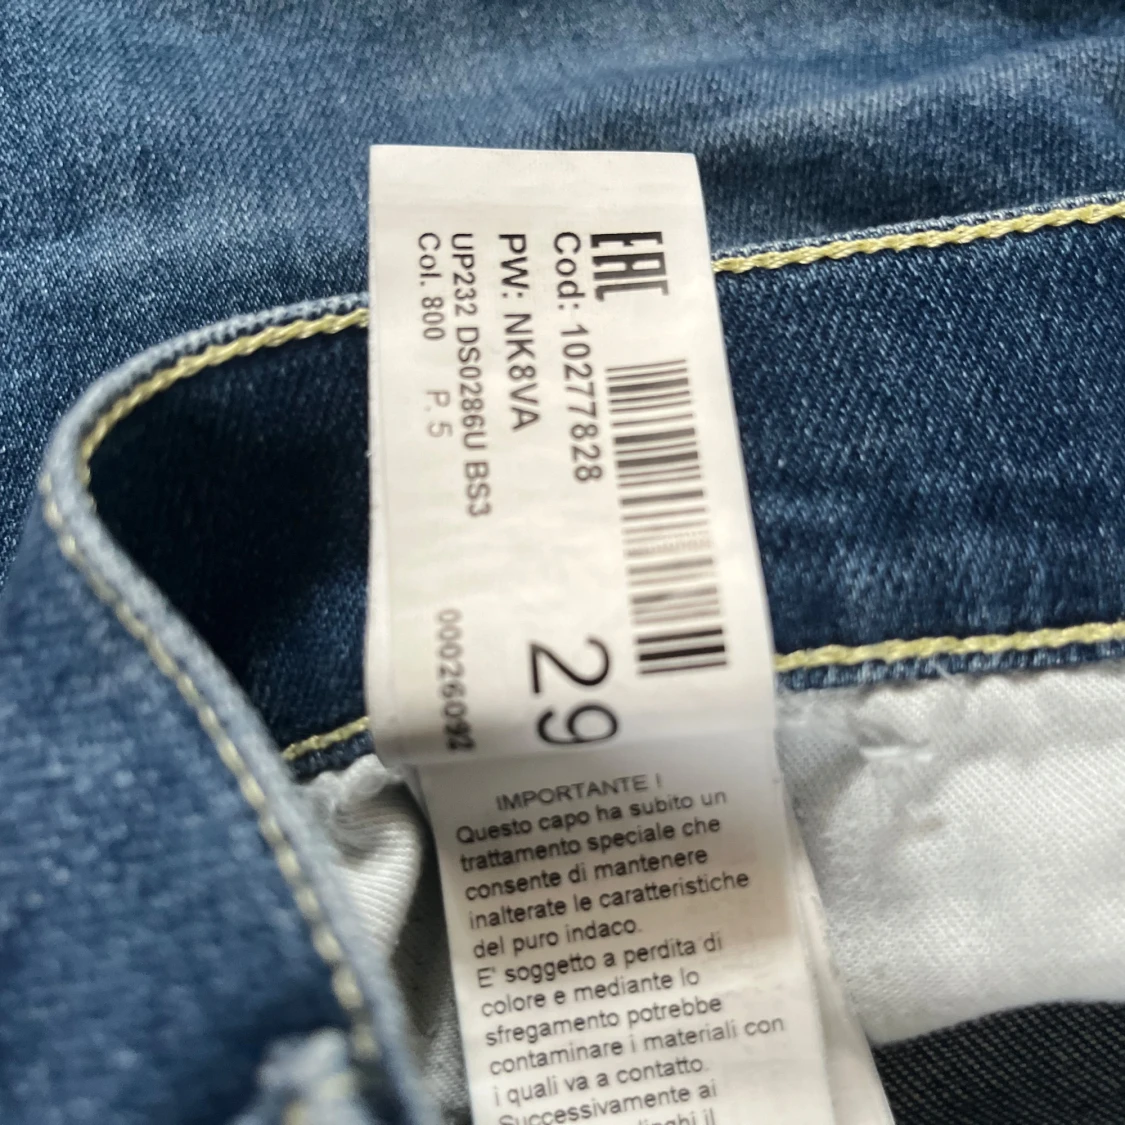 EAC
Cod: 10277828
PW: NK8VA
UP232 DS0286U BS3
Col. 800 P. 5
29
00026092
IMPORTANTE !
Questo capo ha subito un
trattamento speciale che
consente di mantenere
inalterate le caratteristiche
del puro indaco.
E' soggetto a perdita di
colore e mediante lo
sfregamento potrebbe
contaminare i materiali con
i quali va a contatto.
Successivamente ai
il